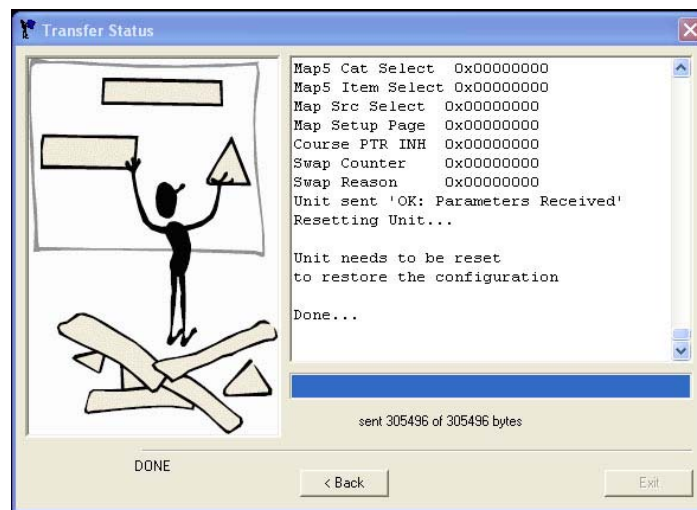 Transfer Status
Map5 Cat Select 0x00000000
Map5 Item Select 0x00000000
Map Src Select 0x00000000
Map Setup Page 0x00000000
Course PTR INH 0x00000000
Swap Counter 0x00000000
Swap Reason 0x00000000
Unit sent 'OK: Parameters Received'
Resetting Unit...
Unit needs to be reset
to restore the configuration
Done...
sent 305496 of 305496 bytes
DONE
< Back
Exit